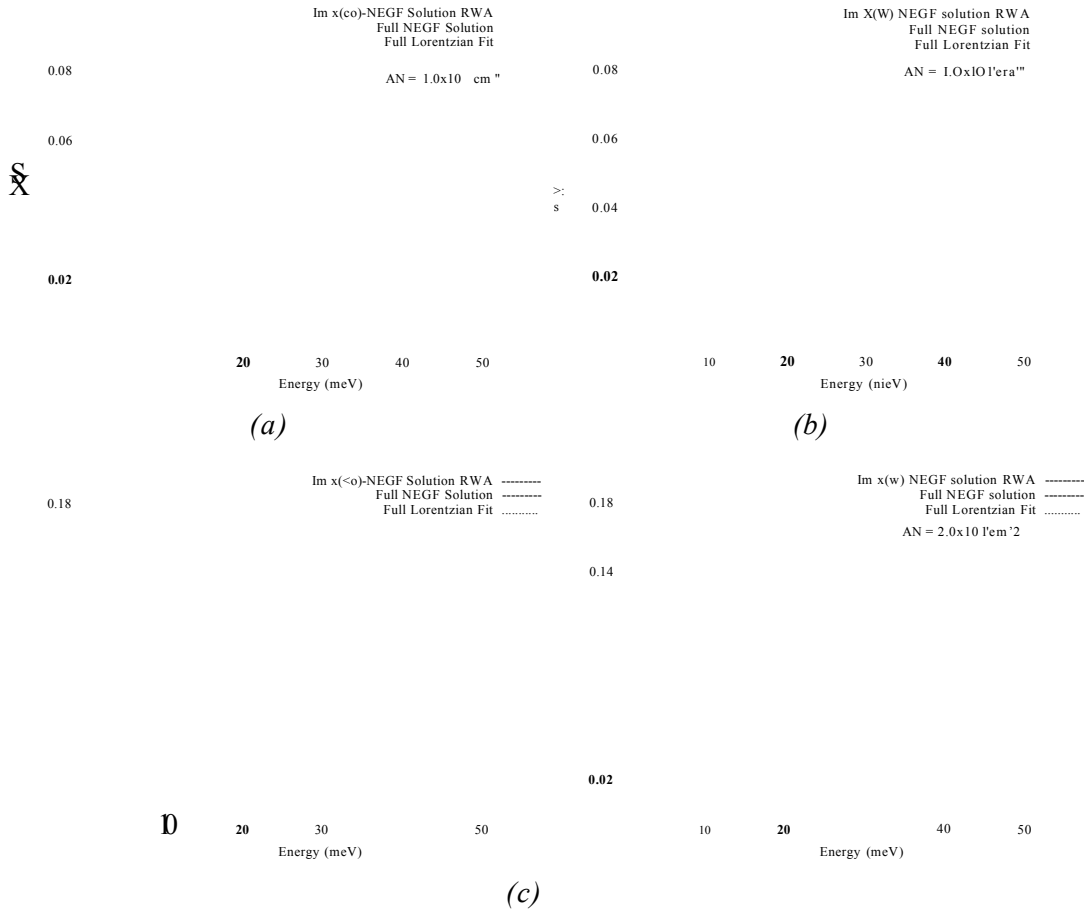 Im x(co)-NEGF Solution RWA
Full NEGF Solution
Full Lorentzian Fit
AN = 1.0x10 cm "
0.08
0.06
S
X
0.02
20 30 40 50
Energy (meV)
(a)
Im X(W) NEGF solution RWA
Full NEGF solution
Full Lorentzian Fit
AN = I.OxlO l'era'"
0.08
0.06
>:
s
0.04
0.02
10 20 30 40 50
Energy (nieV)
(b)
Im x(<o)-NEGF Solution RWA ---------
Full NEGF Solution ---------
Full Lorentzian Fit ...........
0.18
10 20 30 50
Energy (meV)
Im x(w) NEGF solution RWA ---------
Full NEGF solution ---------
Full Lorentzian Fit ...........
AN = 2.0x10 l'em ’2
0.18
0.14
0.02
10 20 40 50
Energy (meV)
(c)